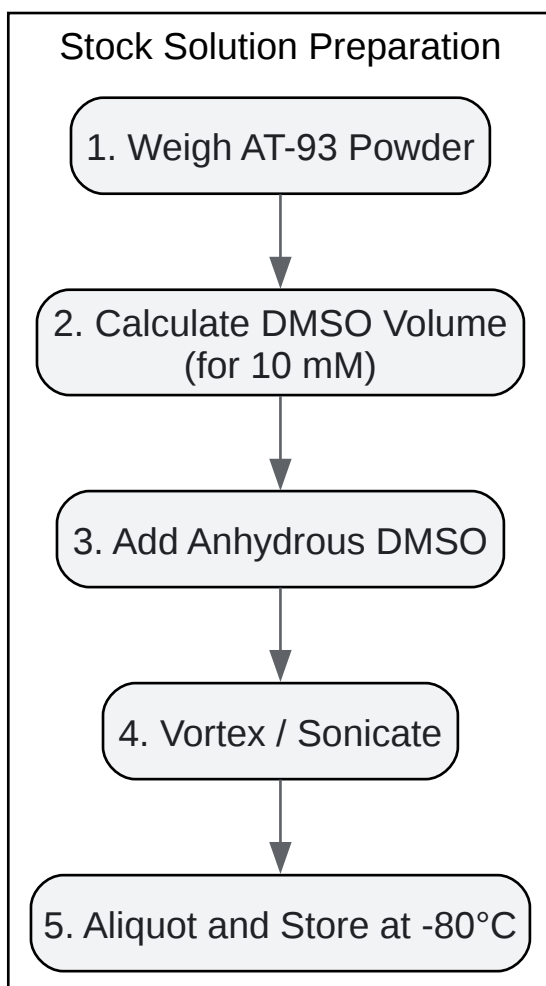 Stock Solution Preparation
1. Weigh AT-93 Powder
2. Calculate DMSO Volume
(for 10 mM)
3. Add Anhydrous DMSO
4. Vortex / Sonicate
5. Aliquot and Store at -80°C